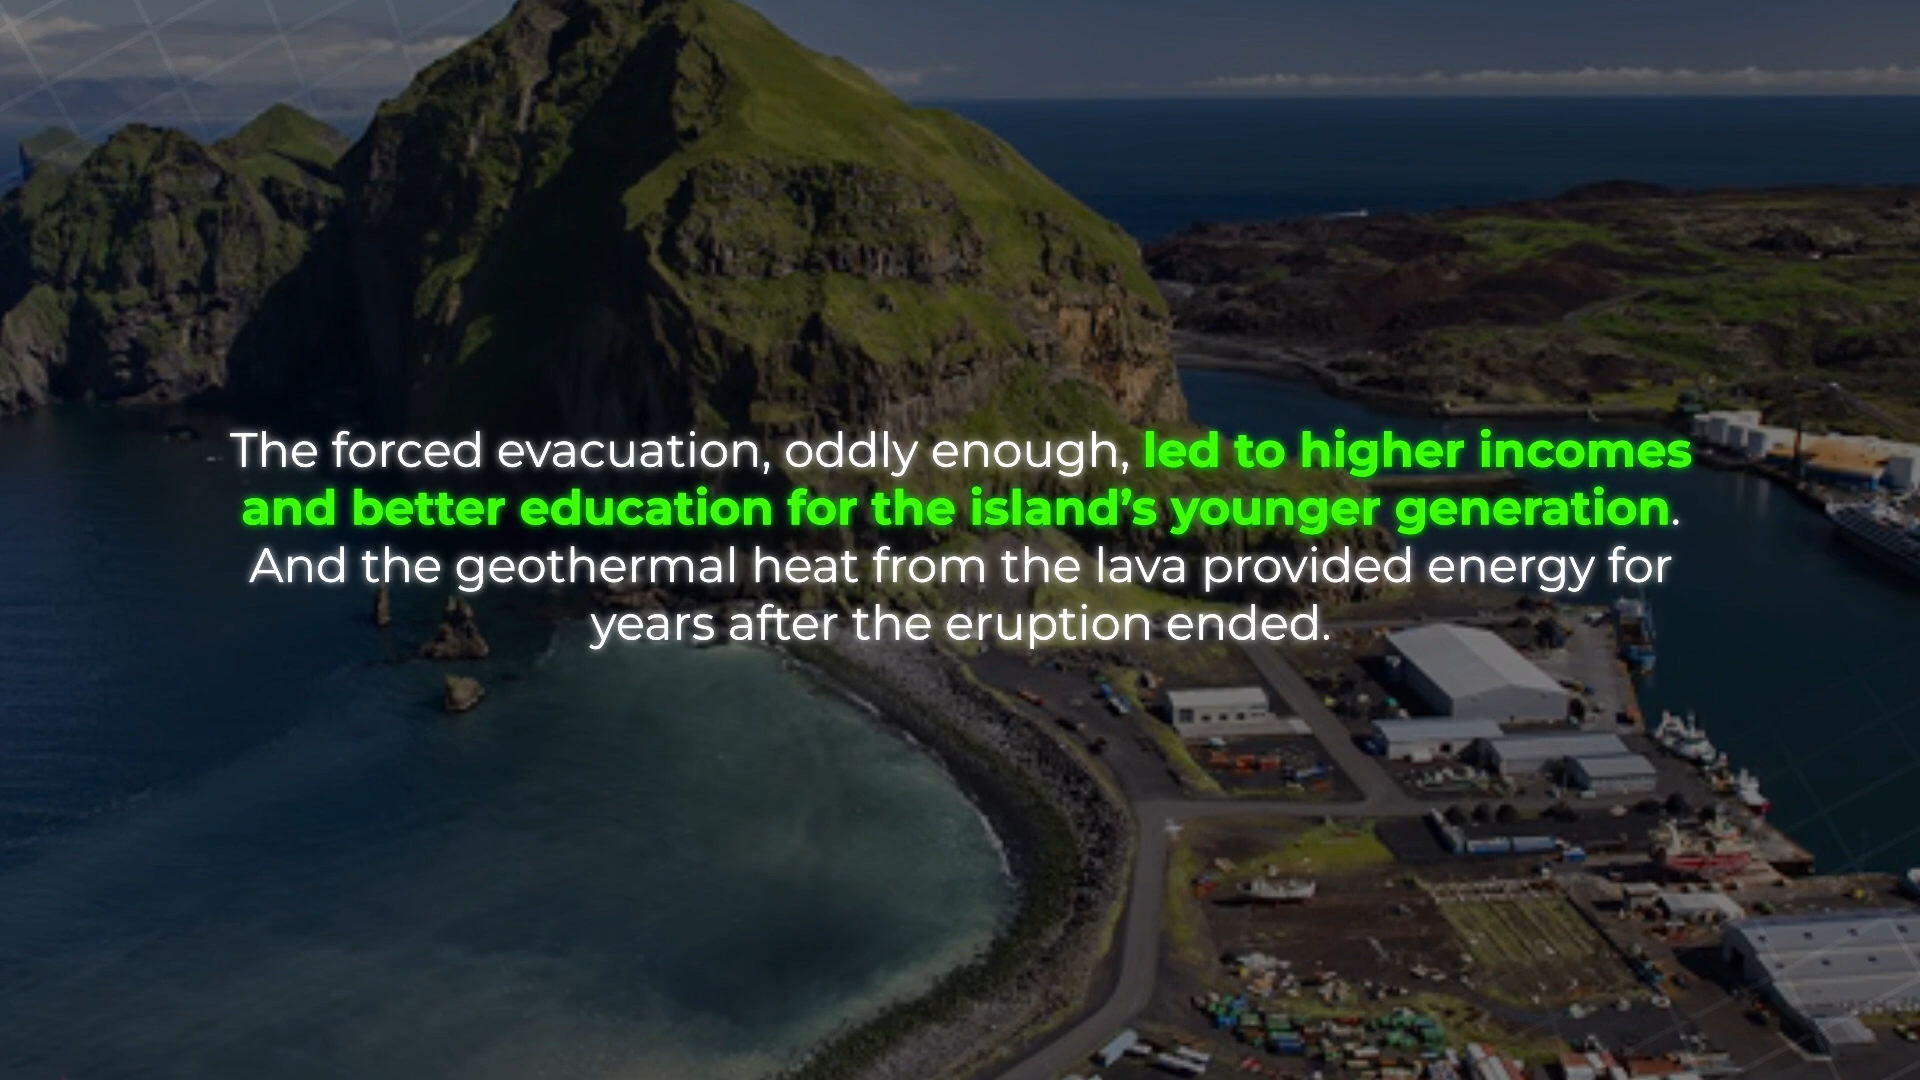 The forced evacuation, oddly enough, led to higher incomes
and better education for the island’s younger generation.
And the geothermal heat from the lava provided energy for
years after the eruption ended.